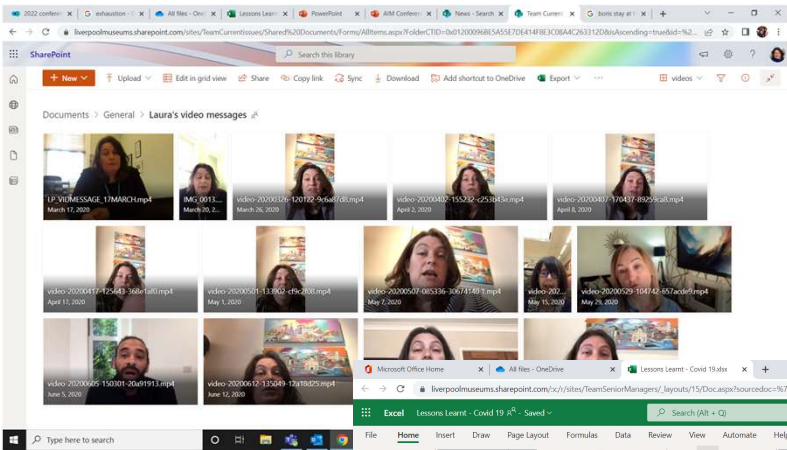 2022 conferen
exhaustion - G
All files - One
Lessons Learn
PowerPoint
AIM Conferen
News - Search
Team Current
boris stay at
liverpoolmuseums.sharepoint.com/sites/TeamCurrentissues/Shared%20Documents/Forms/AllItems.aspx?FolderCTID=
SharePoint
Search this library
New
Upload
Edit in grid view
Share
Copy link
Sync
Download
Add shortcut to OneDrive
Export
videos
Documents > General > Laura's video messages
LP_VIDMESSAGE_17MARCH.mp4
March 17, 2020
IMG_0013....
March 20, 2...
video-20200326-120122-9c6a87d8.mp4
March 26, 2020
video-20200402-155232-c253b43e.mp4
April 2, 2020
video-20200407-170437-89259ca8.mp4
April 8, 2020
video-20200417-125643-368e1af0.mp4
April 17, 2020
video-20200501-133902-cf9c2f08.mp4
May 1, 2020
video-20200507-085336-30674140-1.mp4
May 7, 2020
video-202...
May 15, 2020
video-20200529-104742-657acde9.mp4
May 29, 2020
video-20200605-150301-20a91913.mp4
June 5, 2020
video-20200612-135049-12a18d25.mp4
June 12, 2020
Microsoft Office Home
All files - OneDrive
Lessons Learnt - Covid 19.xlsx
liverpoolmuseums.sharepoint.com/:x:/r/sites/TeamSeniorManagers/_layouts/15/Doc.aspx?sourcedoc=%7
Excel
Lessons Learnt - Covid 19
- Saved
Search (Alt + Q)
File
Home
Insert
Draw
Page Layout
Formulas
Data
Review
View
Automate
Help
Type here to search